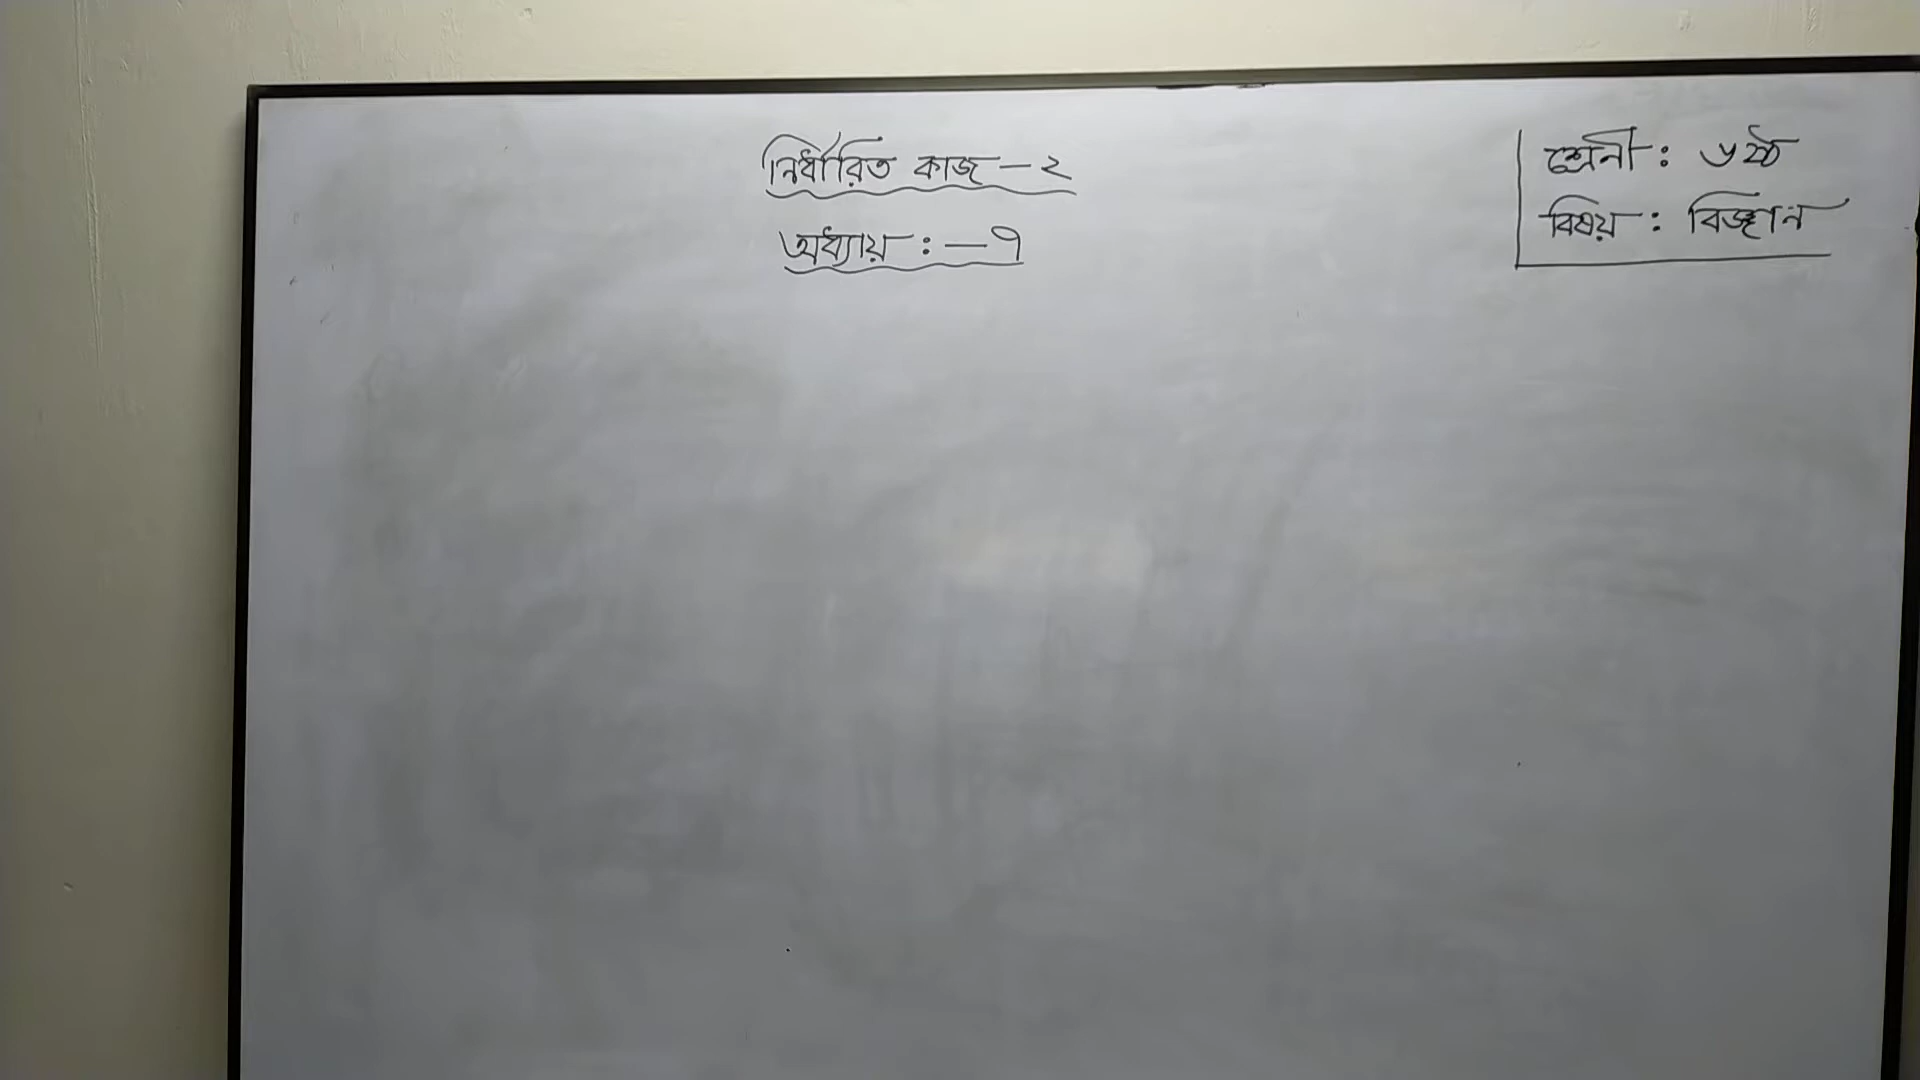 নির্ধারিত কাজ - ২
অধ্যায় : - ৭
শ্রেনী : ৬ষ্ঠ
বিষয় : বিজ্ঞান